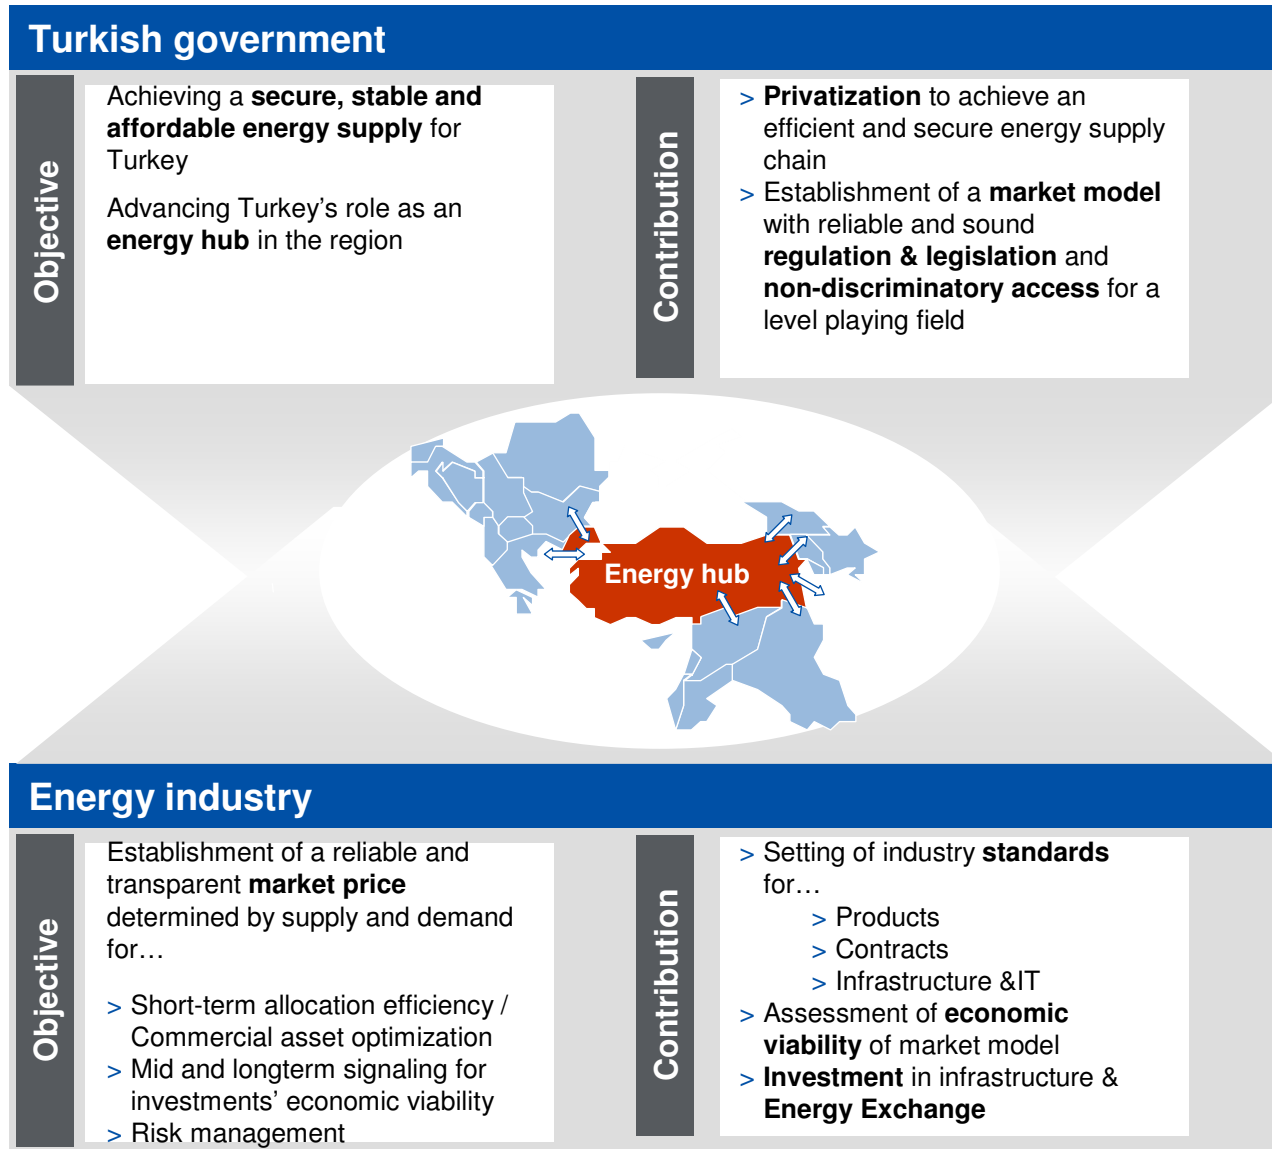 Turkish government
Objective
Achieving a secure, stable and
affordable energy supply for
Turkey
Advancing Turkey’s role as an
energy hub in the region
Contribution
> Privatization to achieve an
efficient and secure energy supply
chain
> Establishment of a market model
with reliable and sound
regulation & legislation and
non-discriminatory access for a
level playing field
Energy hub
Energy industry
Objective
Establishment of a reliable and
transparent market price
determined by supply and demand
for…
> Short-term allocation efficiency /
Commercial asset optimization
> Mid and longterm signaling for
investments’ economic viability
> Risk management
Contribution
> Setting of industry standards
for…
> Products
> Contracts
> Infrastructure &IT
> Assessment of economic
viability of market model
> Investment in infrastructure &
Energy Exchange